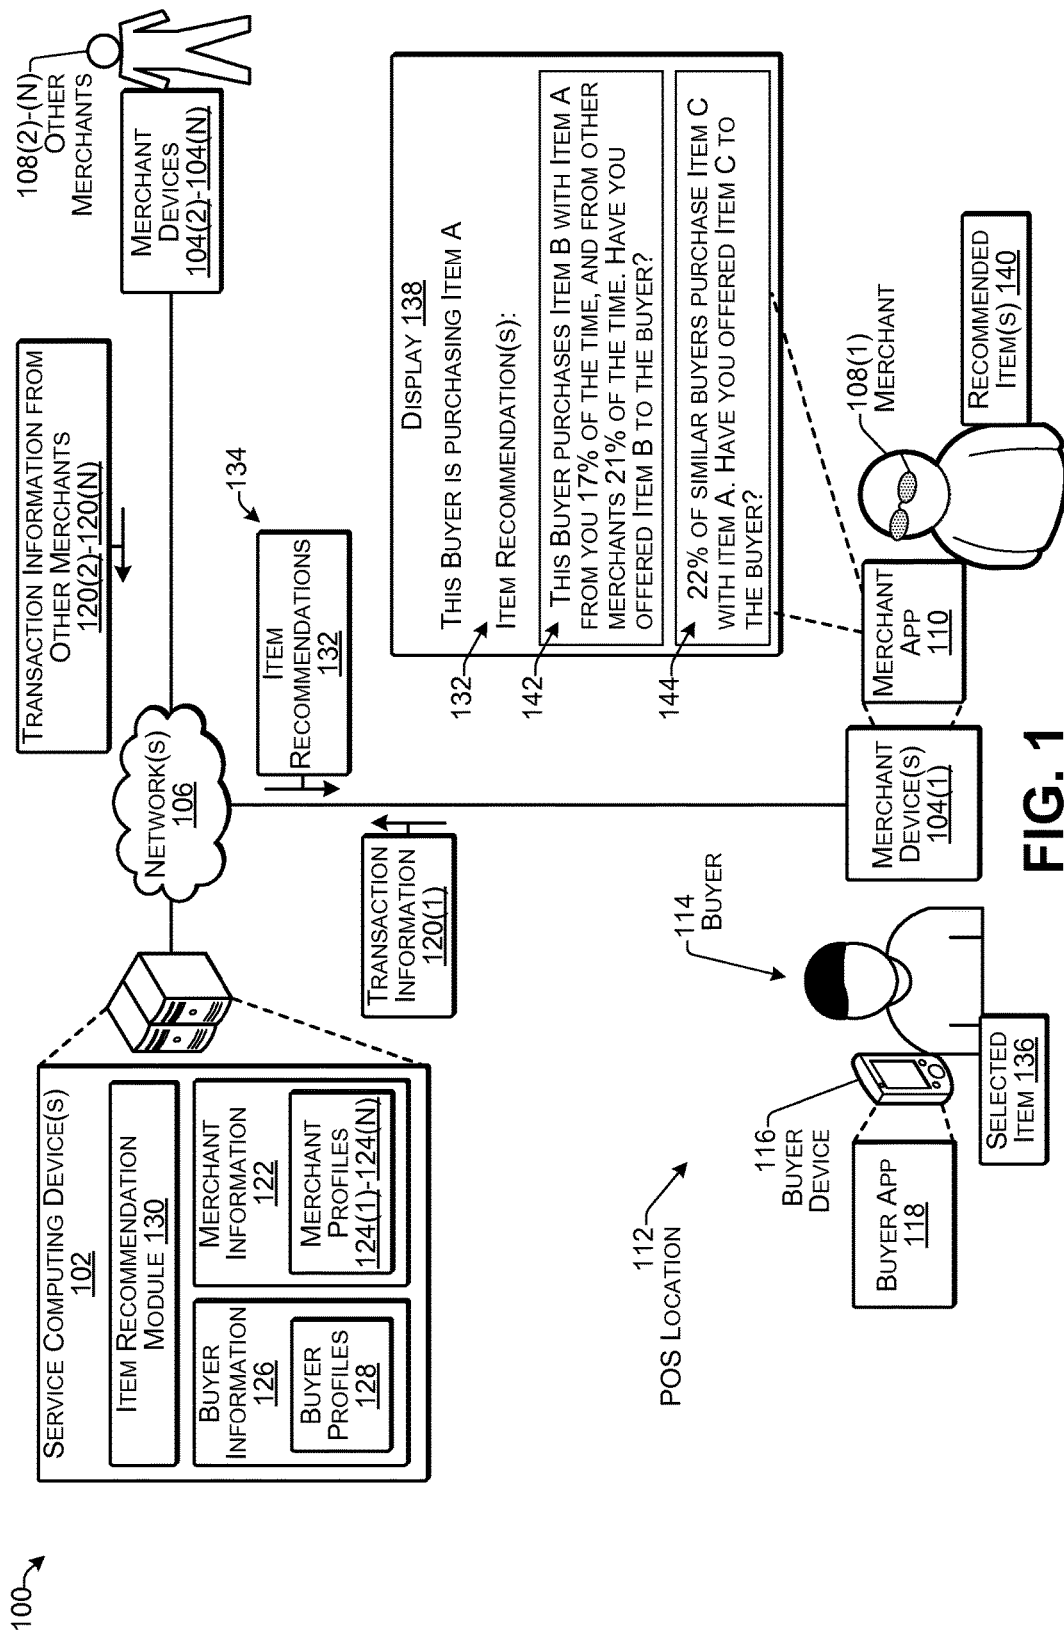 100
SERVICE COMPUTING DEVICE(S)
102
ITEM RECOMMENDATION
MODULE 130
BUYER
INFORMATION
126
BUYER
PROFILES
128
MERCHANT
INFORMATION
122
MERCHANT
PROFILES
124(1)-124(N)
NETWORK(S)
106
TRANSACTION INFORMATION FROM
OTHER MERCHANTS
120(2)-120(N)
MERCHANT
DEVICES
104(2)-104(N)
108(2)-(N)
OTHER
MERCHANTS
TRANSACTION
INFORMATION
120(1)
ITEM
RECOMMENDATIONS
132
134
DISPLAY 138
THIS BUYER IS PURCHASING ITEM A
132
ITEM RECOMMENDATION(S):
142
THIS BUYER PURCHASES ITEM B WITH ITEM A
FROM YOU 17% OF THE TIME, AND FROM OTHER
MERCHANTS 21% OF THE TIME. HAVE YOU
OFFERED ITEM B TO THE BUYER?
144
22% OF SIMILAR BUYERS PURCHASE ITEM C
WITH ITEM A. HAVE YOU OFFERED ITEM C TO
THE BUYER?
112
POS LOCATION
114
BUYER
116
BUYER
DEVICE
BUYER APP
118
SELECTED
ITEM 136
MERCHANT
DEVICE(S)
104(1)
MERCHANT
APP
110
108(1)
MERCHANT
RECOMMENDED
ITEM(S) 140
FIG. 1